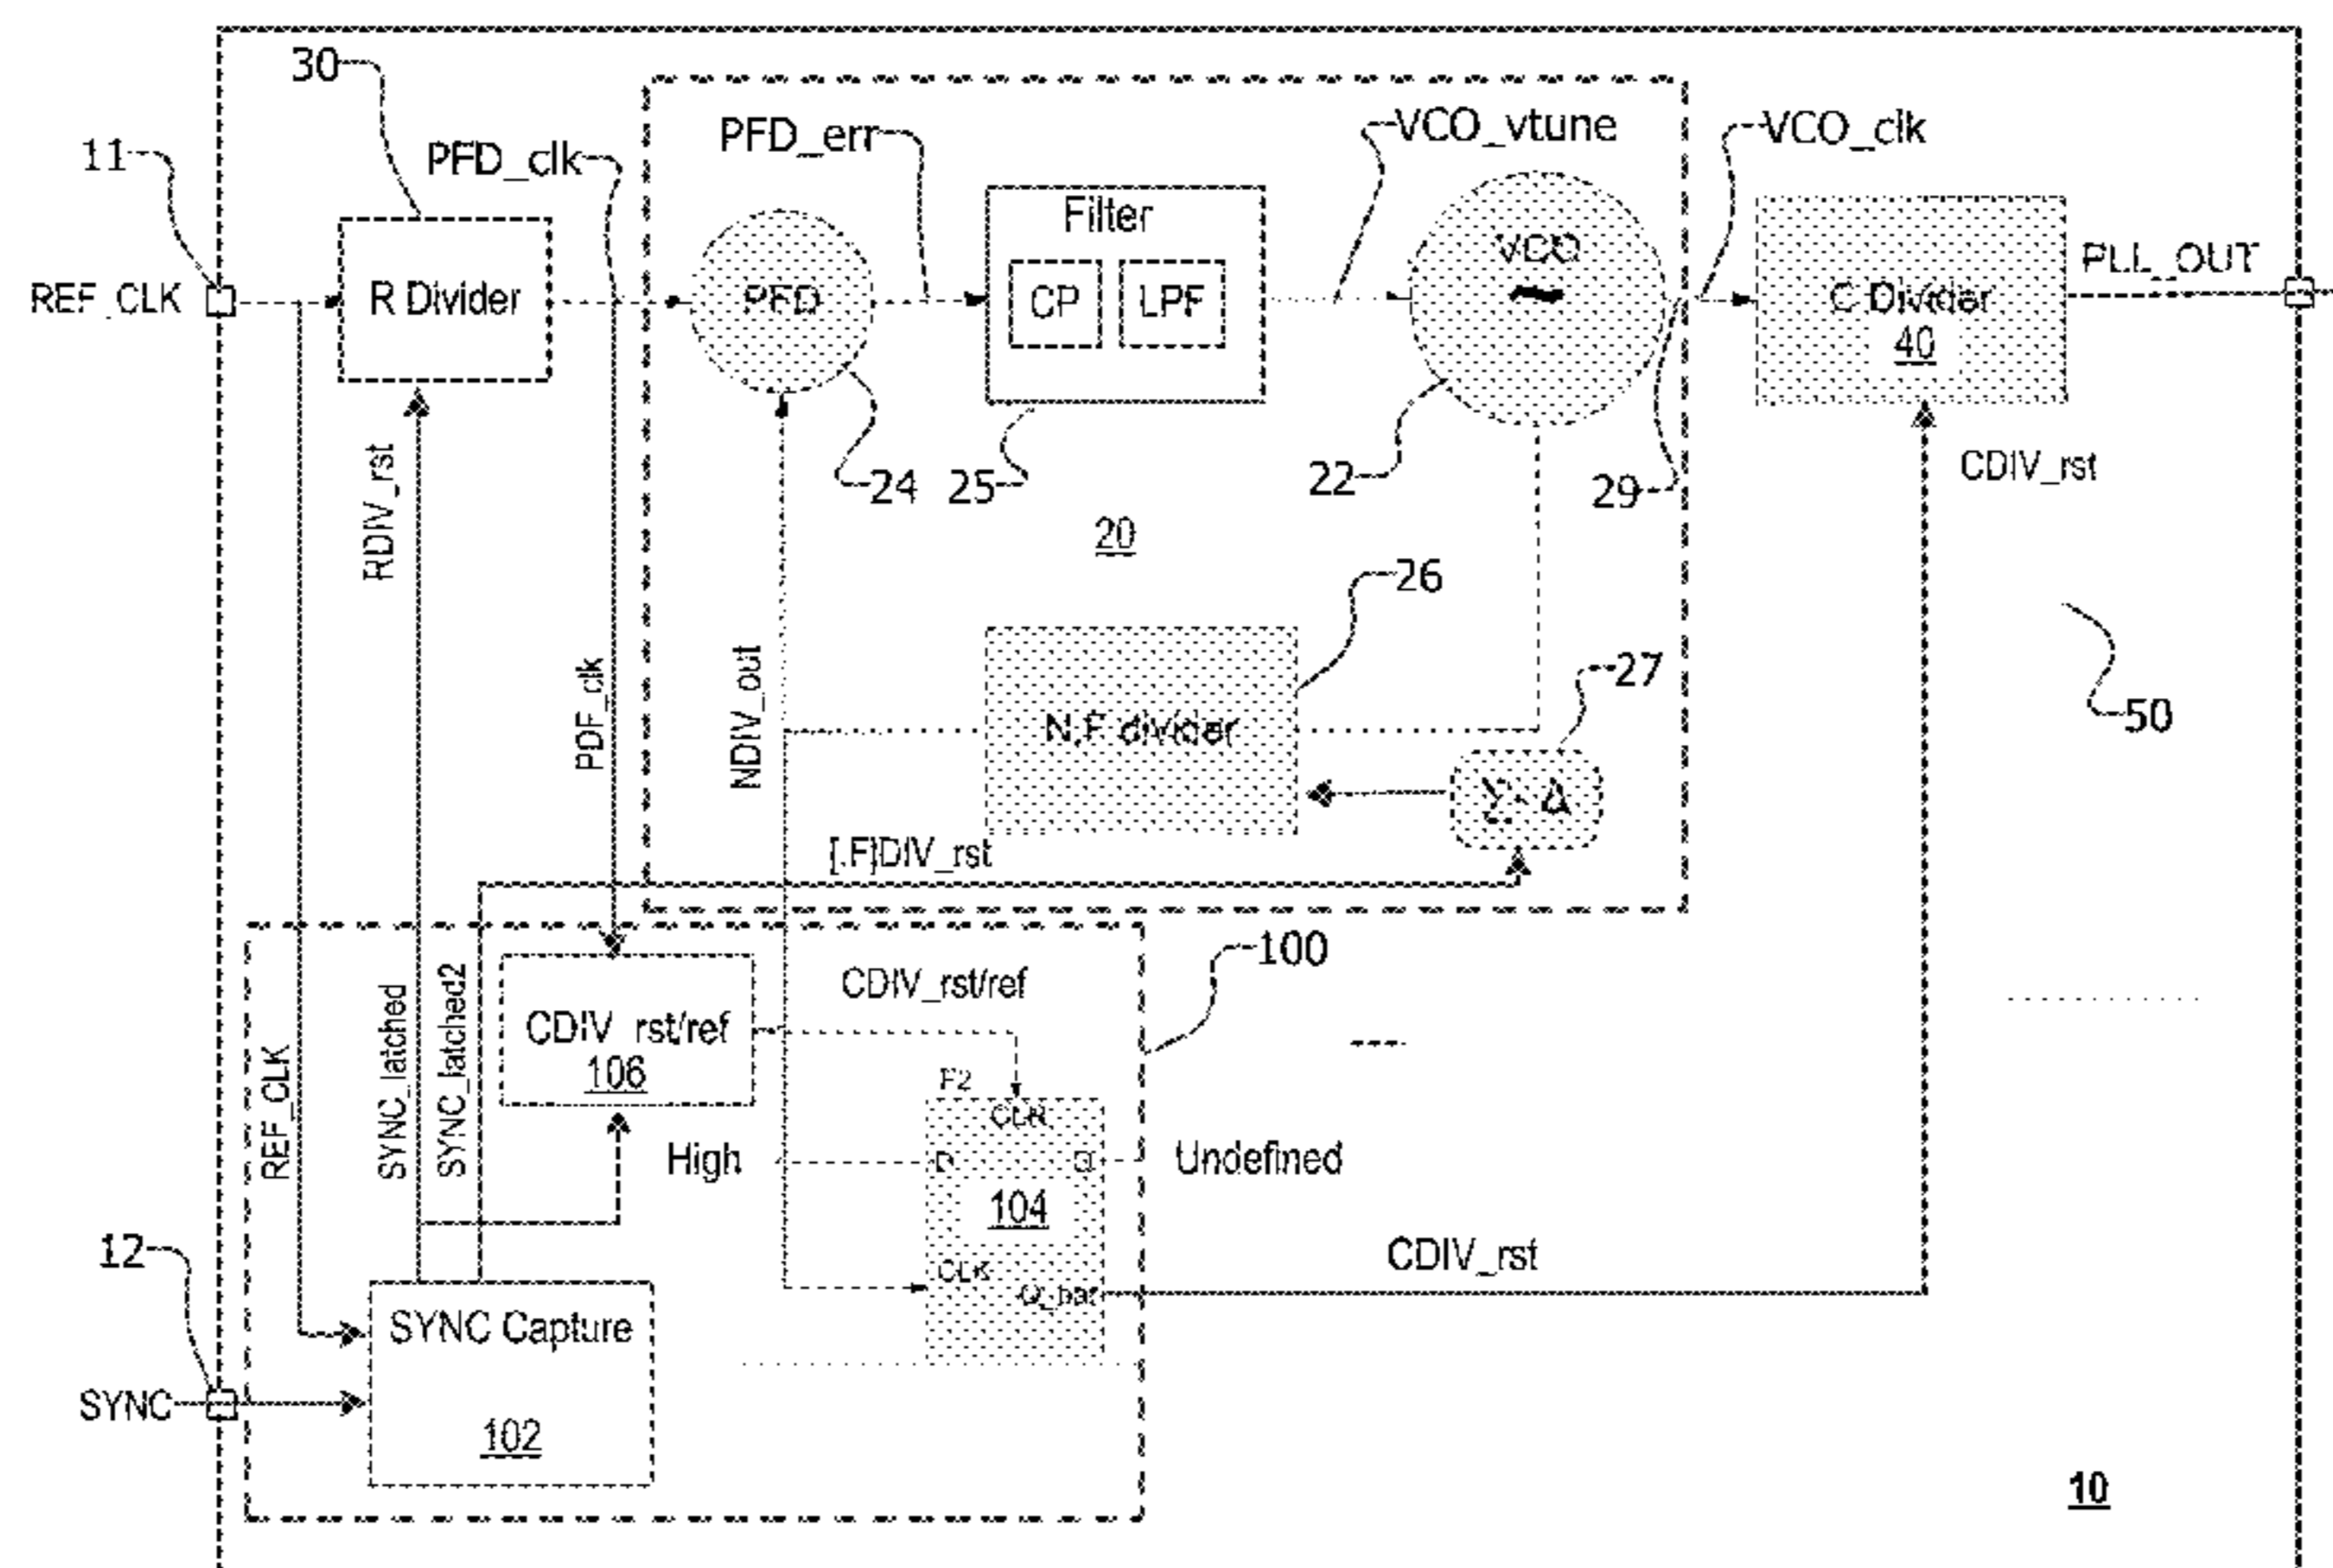 30
11
PFD_clk
PFD_err
VCO_vtune
VCO_clk
REF_CLK
R Divider
PFD
Filter
CP
LPF
VCO
C Divider
40
PLL_OUT
24
25
22
29
CDIV_rst
RDIV_rst
20
26
PDF_clk
NDIV_out
N.F divider
27
Σ-Δ
50
[.F]DIV_rst
100
CDIV_rst/ref
CDIV_rst/ref
106
REF_CLK
SYNC_latched
SYNC_latched2
F2
CLR
High
D
Q
Undefined
104
12
CLK
Q_bar
CDIV_rst
SYNC Capture
SYNC
102
10